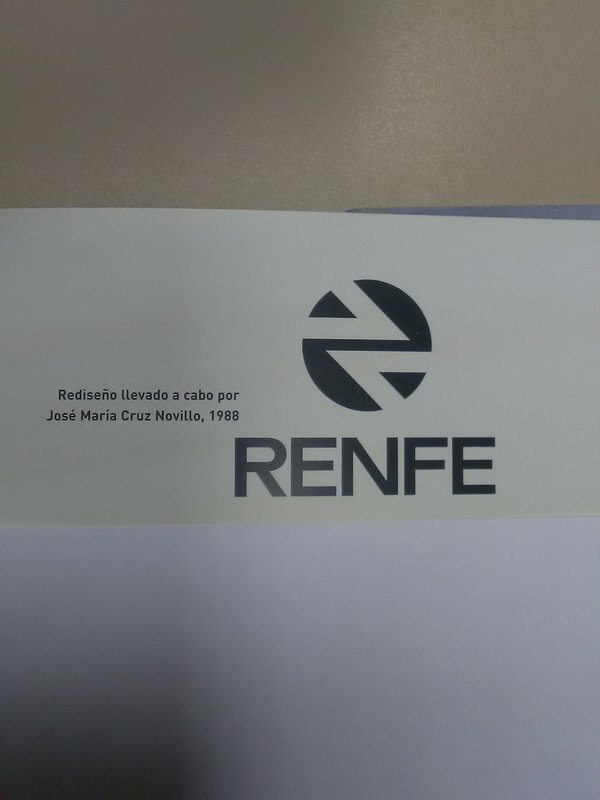 Rediseño llevado a cabo por
José María Cruz Novillo, 1988
RENFE